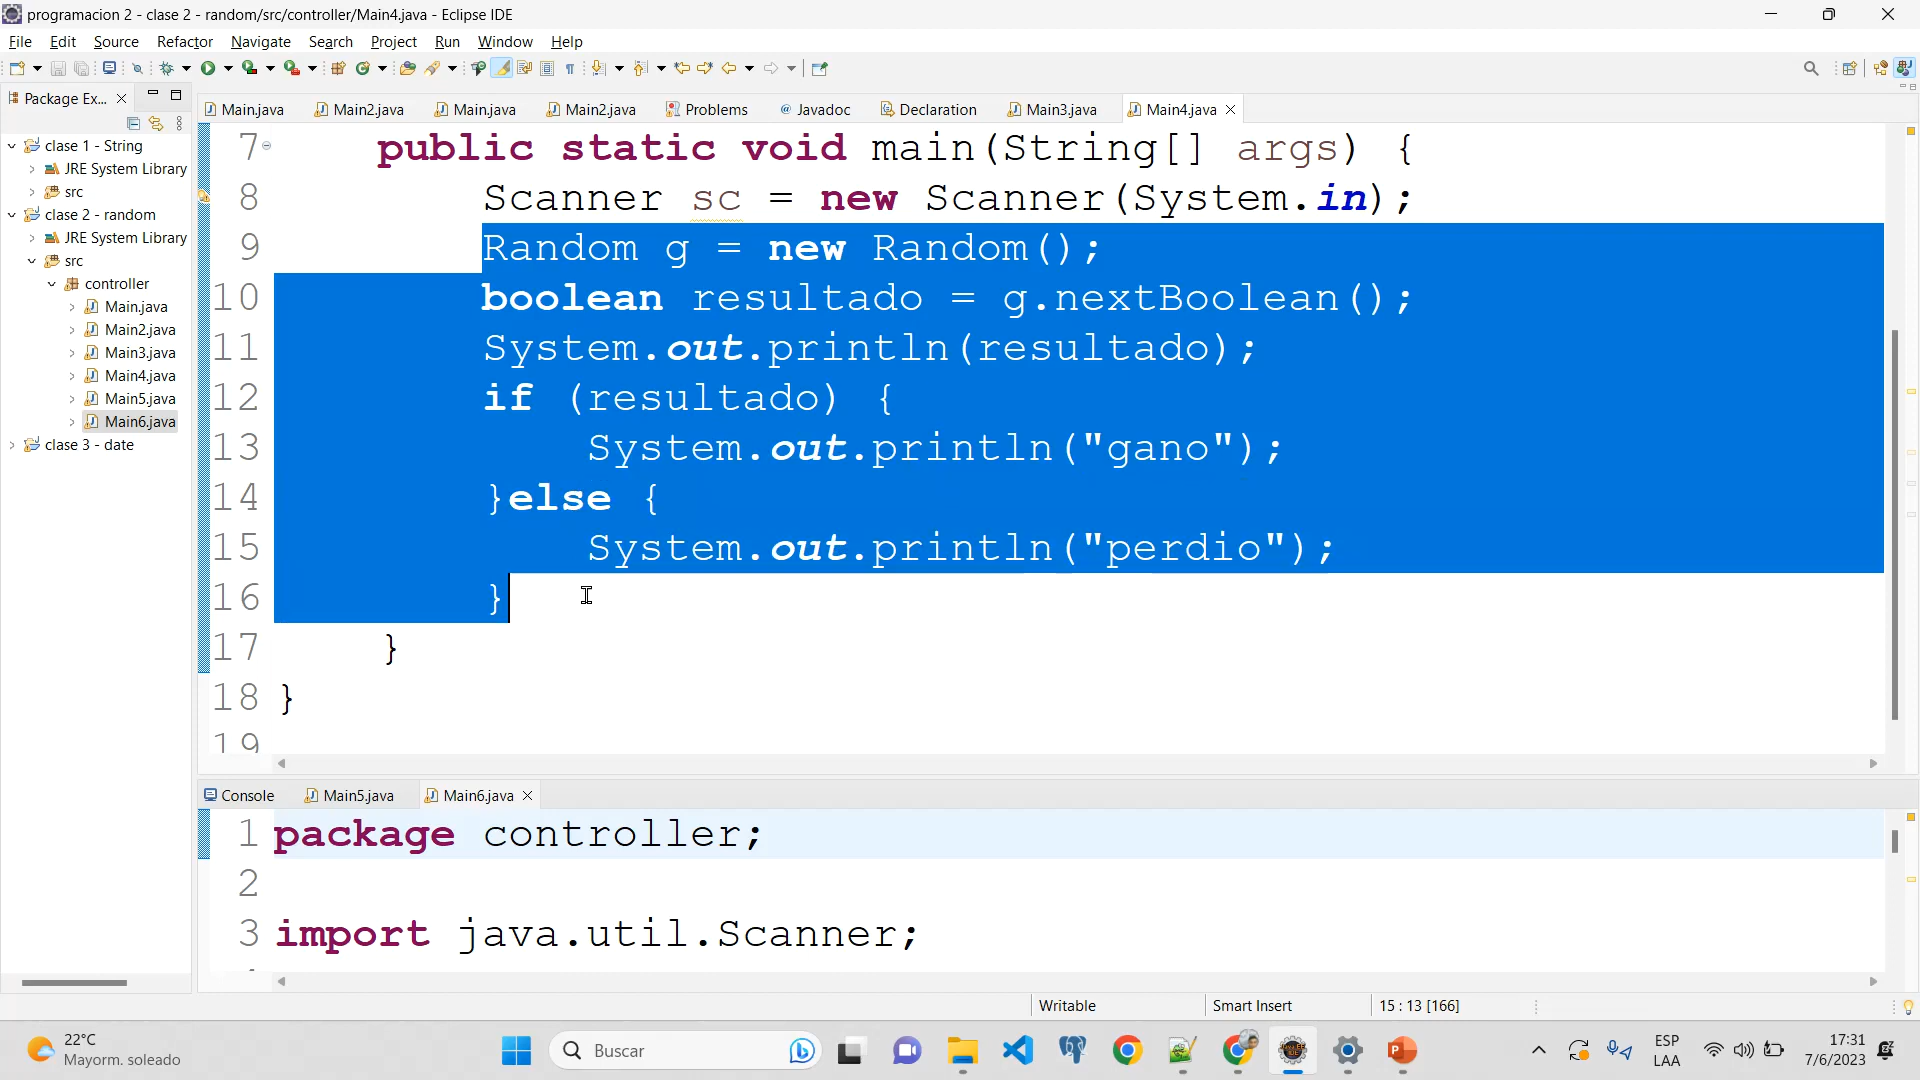 programacion 2 - clase 2 - random/src/controller/Main4.java - Eclipse IDE
File Edit Source Refactor Navigate Search Project Run Window Help
Package Ex...
Main.java Main2.java Main.java Main2.java Problems Javadoc Declaration Main3.java Main4.java
clase 1 - String
JRE System Library
src
clase 2 - random
JRE System Library
src
controller
Main.java
Main2.java
Main3.java
Main4.java
Main5.java
Main6.java
clase 3 - date
7 public static void main(String[] args) {
8 Scanner sc = new Scanner(System.in);
9 Random g = new Random();
10 boolean resultado = g.nextBoolean();
11 System.out.println(resultado);
12 if (resultado) {
13 System.out.println("gano");
14 }else {
15 System.out.println("perdio");
16 }
17 }
18 }
19
Console Main5.java Main6.java
1 package controller;
2
3 import java.util.Scanner;
Writable Smart Insert 15 : 13 [166]
22°C
Mayorm. soleado
Buscar
ESP
LAA
17:31
7/6/2023